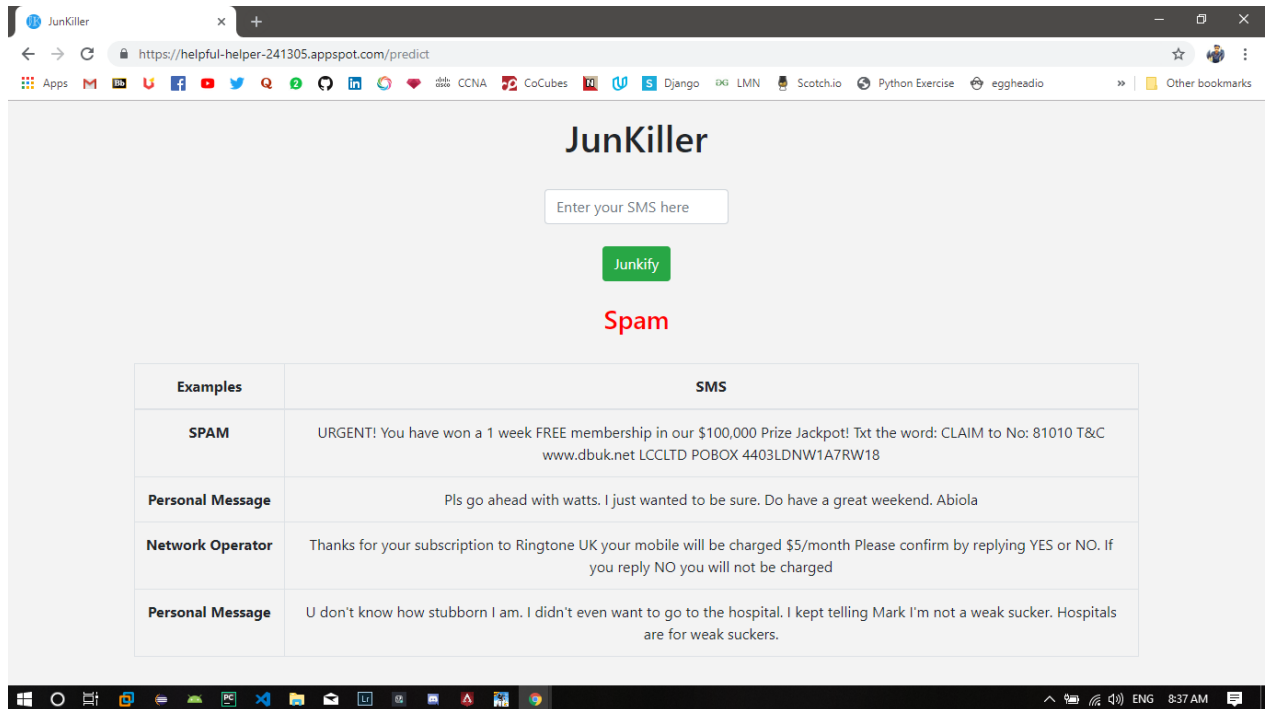 JunKiller
https://helpful-helper-241305.appspot.com/predict
Apps
CCNA
CoCubes
Django
LMN
Scotch.io
Python Exercise
eggheadio
»
Other bookmarks
JunKiller
Enter your SMS here
Junkify
Spam
Examples
SMS
SPAM
URGENT! You have won a 1 week FREE membership in our $100,000 Prize Jackpot! Txt the word: CLAIM to No: 81010 T&C
www.dbuk.net LCCLTD POBOX 4403LDNW1A7RW18
Personal Message
Pls go ahead with watts. I just wanted to be sure. Do have a great weekend. Abiola
Network Operator
Thanks for your subscription to Ringtone UK your mobile will be charged $5/month Please confirm by replying YES or NO. If
you reply NO you will not be charged
Personal Message
U don't know how stubborn I am. I didn't even want to go to the hospital. I kept telling Mark I'm not a weak sucker. Hospitals
are for weak suckers.
ENG
8:37 AM